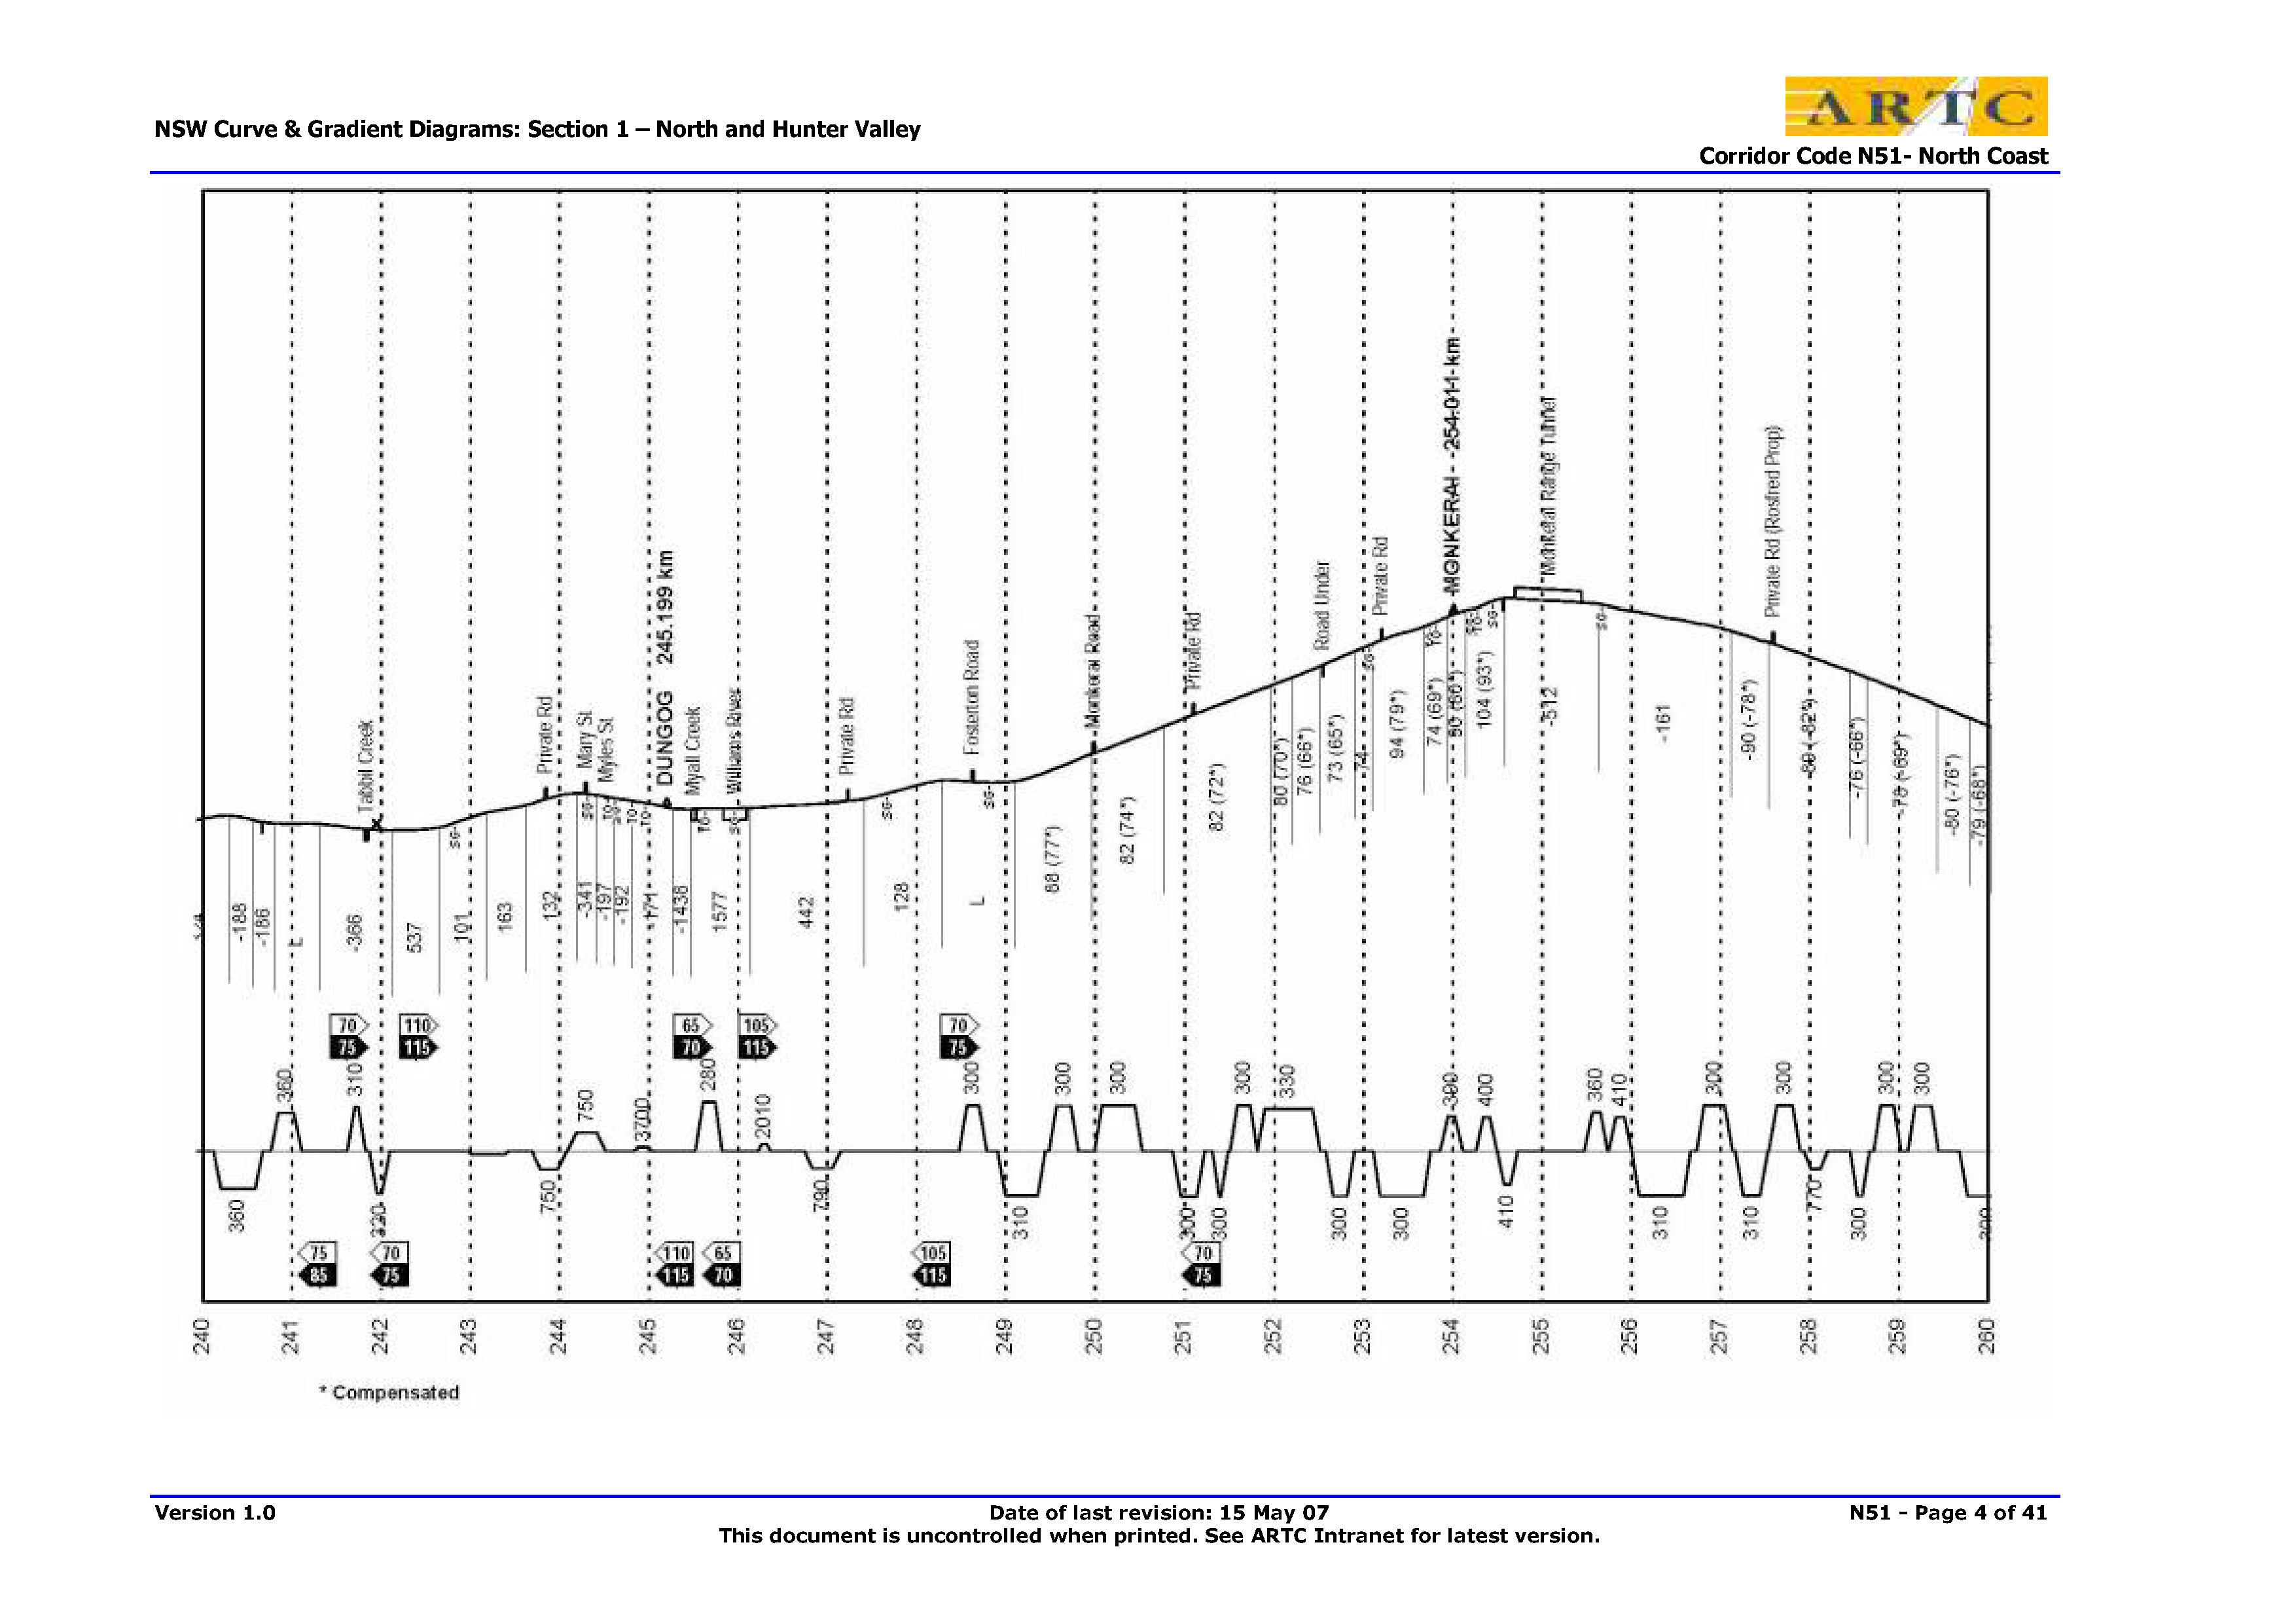 ARTC
NSW Curve & Gradient Diagrams: Section 1 – North and Hunter Valley
Corridor Code N51- North Coast
MONKERAI 254.011 km
Monkerai Range Tunnel
Private Rd (Rosfred Prop)
Private Rd
Road Under
DUNGOG 245.199 km
Private Rd
Monkerai Road
Fosterton Road
Williams River
Myall Creek
Private Rd
Private Rd
Mary St
Myles St
Tabbil Creek
-188
-186
L
-366
537
101
163
132
-341
-197
-192
-171
-1438
1577
442
128
L
88 (77*)
82 (74*)
82 (72*)
80 (70*)
76 (66*)
73 (65*)
74
94 (79*)
74 (69*)
104 (93*)
-512
-161
-90 (-78*)
-76 (-66*)
-78 (-69*)
-80 (-76*)
-79 (-68*)
70 110 65 105 70
75 115 70 115 75
360 310 750 3700 280 2010 300 300 300 300 330 390 400 360 410 300 300 300 300
360 320 750 790 310 300 300 300 300 410 310 310 770 300
75 70 110 65 105 70
85 75 115 70 115 75
240 241 242 243 244 245 246 247 248 249 250 251 252 253 254 255 256 257 258 259 260
* Compensated
Version 1.0
Date of last revision: 15 May 07
N51 - Page 4 of 41
This document is uncontrolled when printed. See ARTC Intranet for latest version.